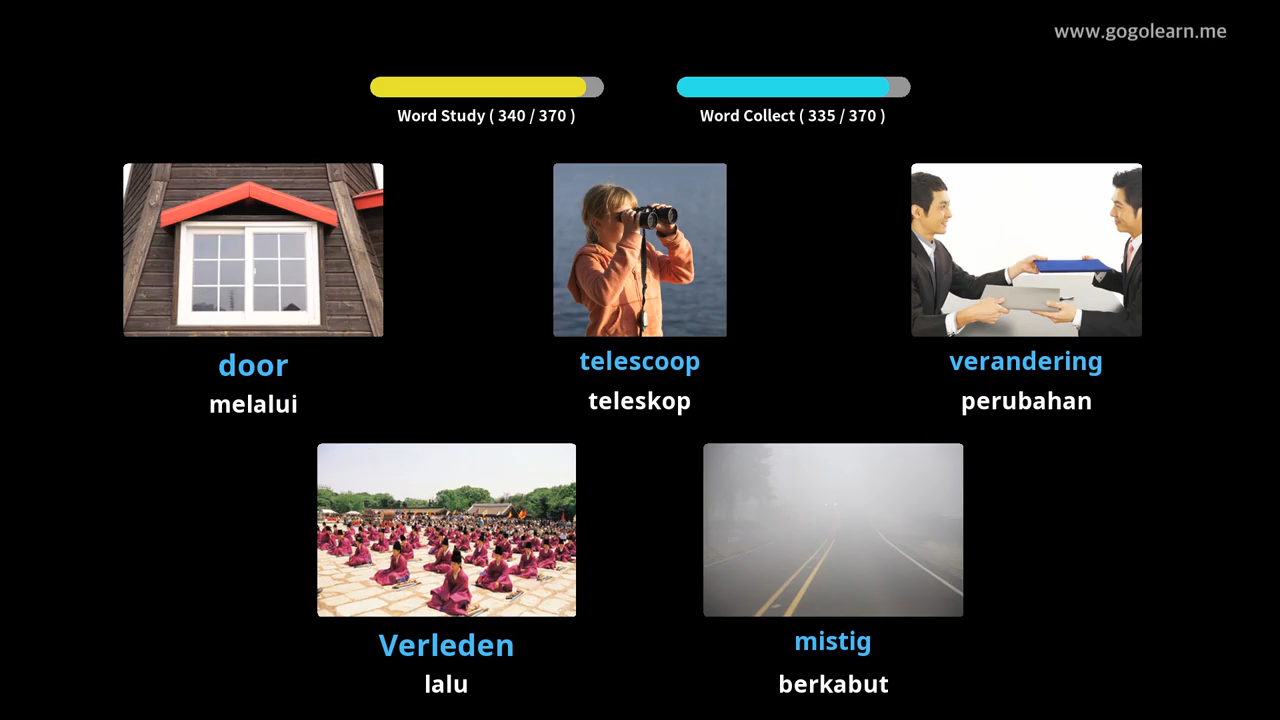 www.gogolearn.me
Word Study ( 340 / 370 )
Word Collect ( 335 / 370 )
door
melalui
telescoop
teleskop
verandering
perubahan
Verleden
lalu
mistig
berkabut